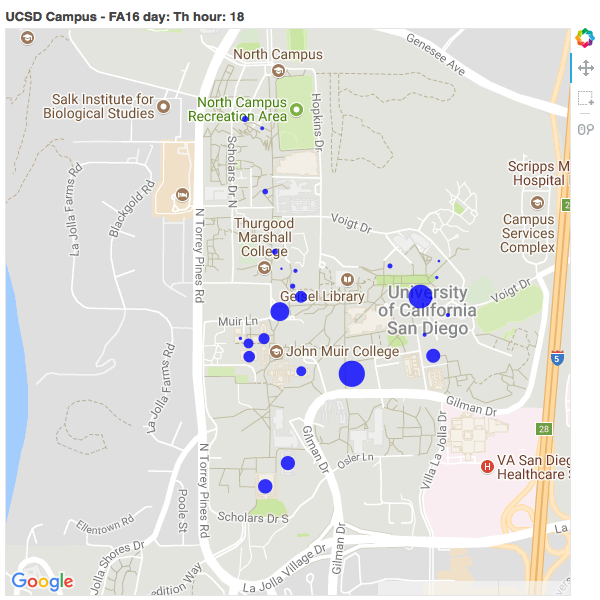 UCSD Campus - FA16 day: Th hour: 18
Genesee Ave
North Campus
Salk Institute for
Biological Studies
North Campus
Recreation Area
Hopkins Dr
Scholars Dr N
La Jolla Farms Rd
Blackgold Rd
N Torrey Pines Rd
Scripps M
Hospital
2
Campus
Services
Complex
Voigt Dr
Thurgood
Marshall
College
Geisel Library
University
of California
San Diego
Voigt Dr
Muir Ln
John Muir College
5
La Jolla Farms Rd
Gilman Dr
Gilman Dr
28
Villa La Jolla Dr
Osler Ln
N Torrey Pines Rd
H
VA San Dieg
Healthcare
Poole St
Ellentown Rd
Scholars Dr S
La
Gilman Dr
La Jolla Shores Dr
La Jolla Village Dr
edition Way
Google